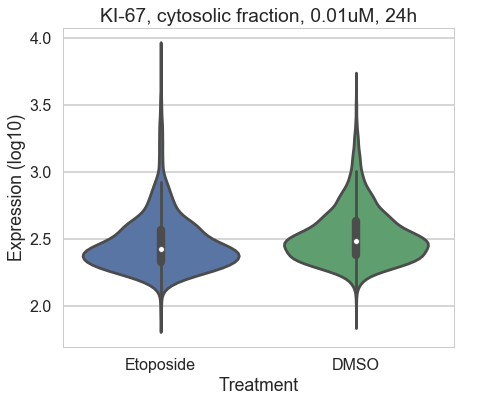 KI-67, cytosolic fraction, 0.01uM, 24h
Expression (log10)
4.0
3.5
3.0
2.5
2.0
Etoposide DMSO
Treatment